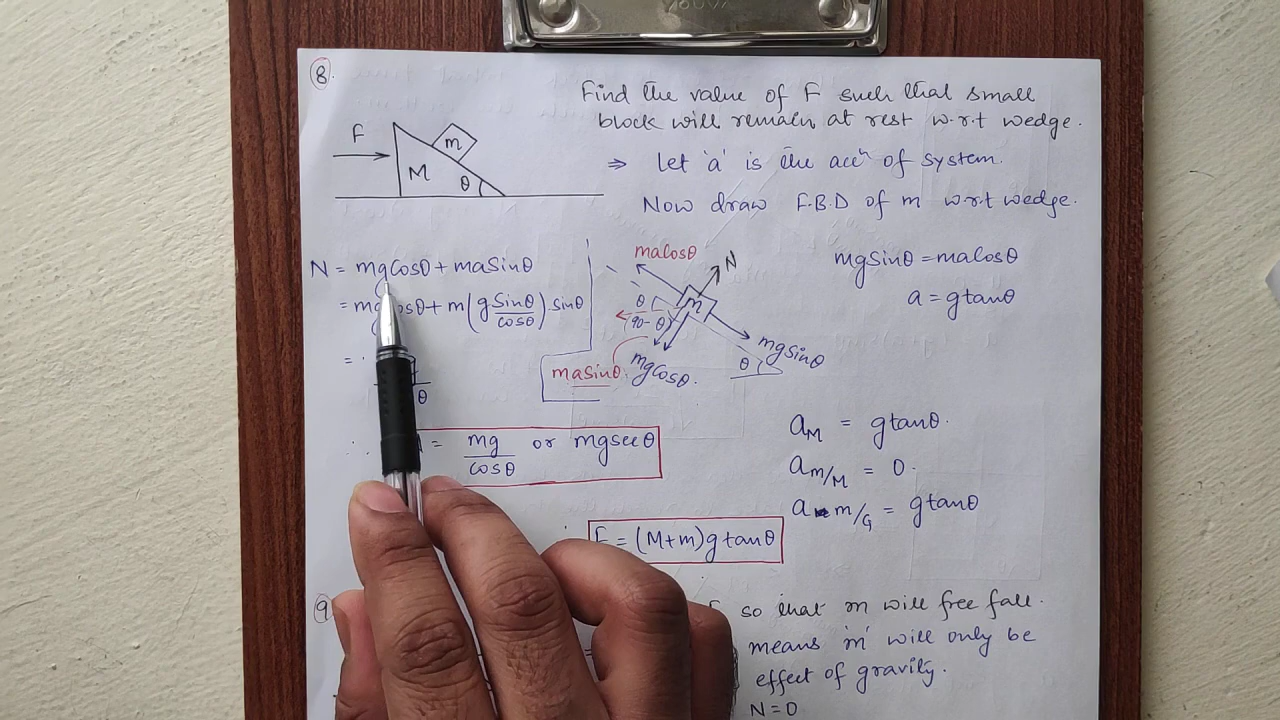 8.
Find the value of F such that small
block will remain at rest w.r.t wedge.
F
m
M
θ
⇒ Let 'a' is the accⁿ of system.
Now draw F.B.D of m w.r.t wedge.
N = mgcosθ + masinθ
= mgcosθ + m(g sinθ/cosθ) sinθ
=
θ
= mg/cosθ or mgsecθ
macosθ
N
m
θ
(90-θ)
masinθ
mgcosθ.
mgsinθ
θ
mgsinθ = macosθ
a = gtanθ
a_M = gtanθ.
a_m/M = 0.
a m/G = gtanθ
F = (M+m)gtanθ
9
so that m will free fall.
means 'm' will only be
effect of gravity.
N=0